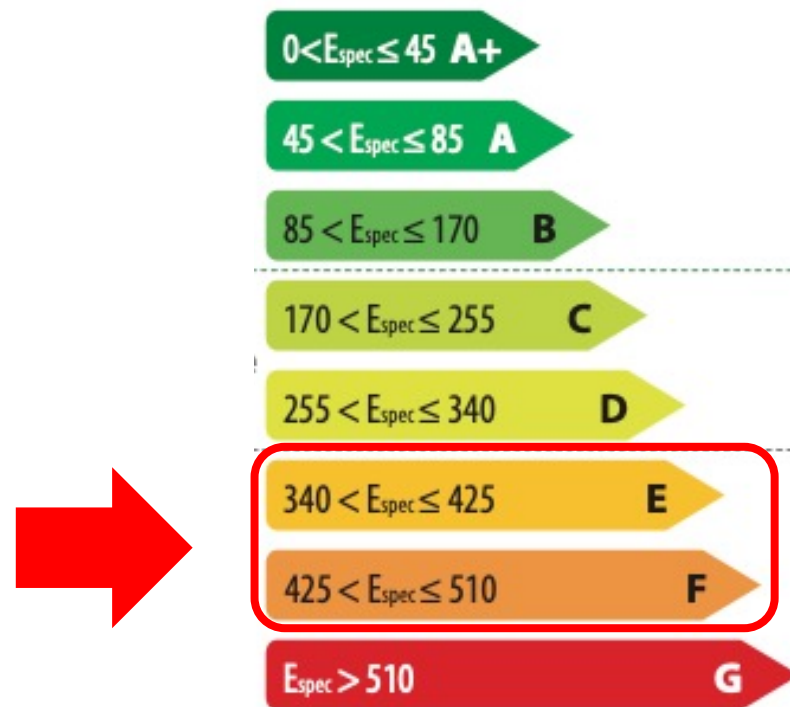 0<Espec≤ 45 A+
45 < Espec≤ 85 A
85 < Espec≤ 170 B
170 < Espec≤ 255 C
255 < Espec≤ 340 D
340 < Espec≤ 425 E
425 < Espec≤ 510 F
Espec > 510 G